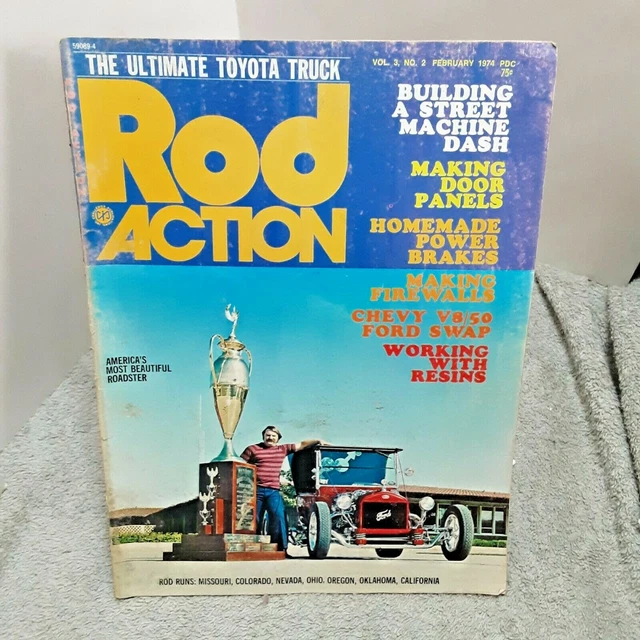 59089-4
THE ULTIMATE TOYOTA TRUCK
VOL. 3, NO. 2 FEBRUARY 1974 PDC
75¢
Rod
ACTION
BUILDING
A STREET
MACHINE
DASH
MAKING
DOOR
PANELS
HOMEMADE
POWER
BRAKES
MAKING
FIREWALLS
CHEVY V8/50
FORD SWAP
WORKING
WITH
RESINS
AMERICA'S
MOST BEAUTIFUL
ROADSTER
Ford
ROD RUNS: MISSOURI, COLORADO, NEVADA, OHIO, OREGON, OKLAHOMA, CALIFORNIA